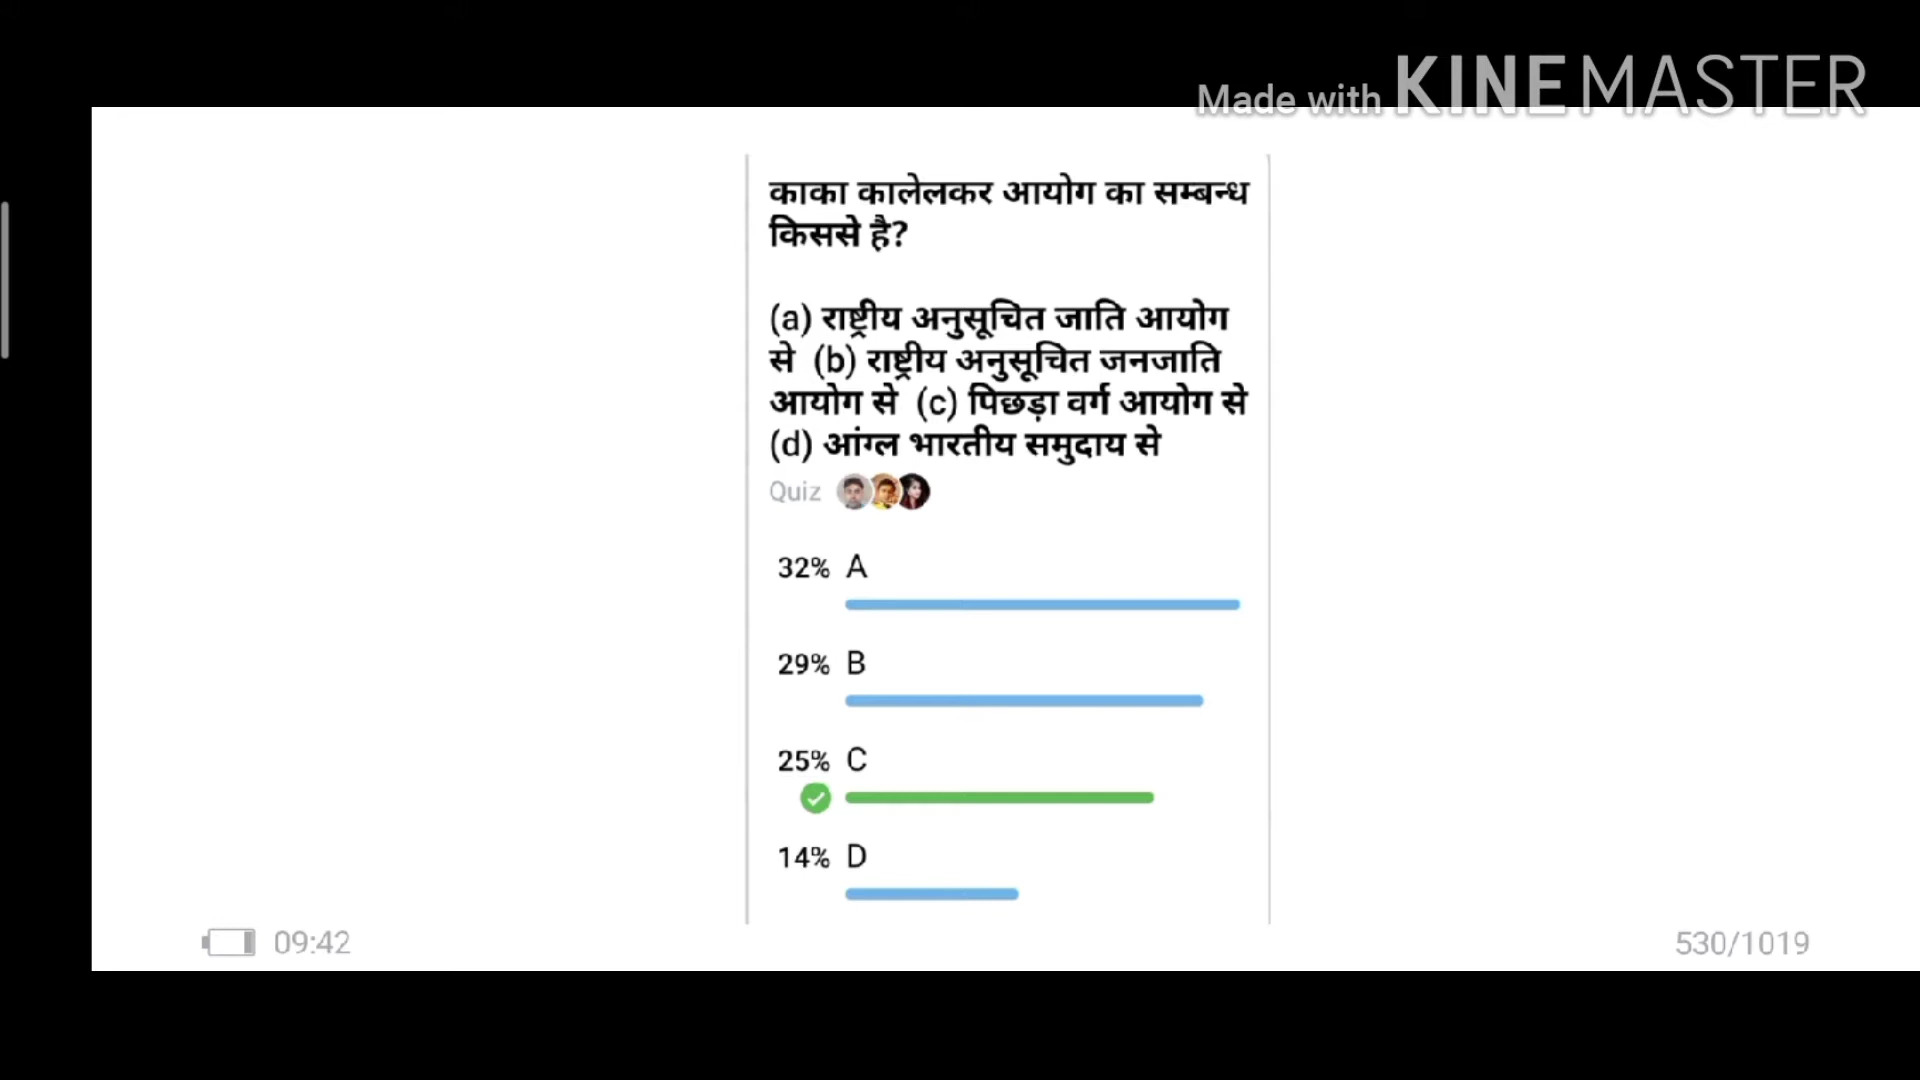 Made with KINEMASTER
काका कालेलकर आयोग का सम्बन्ध
किससे है?
(a) राष्ट्रीय अनुसूचित जाति आयोग
से (b) राष्ट्रीय अनुसूचित जनजाति
आयोग से (c) पिछड़ा वर्ग आयोग से
(d) आंग्ल भारतीय समुदाय से
Quiz
32% A
29% B
25% C
14% D
09:42
530/1019